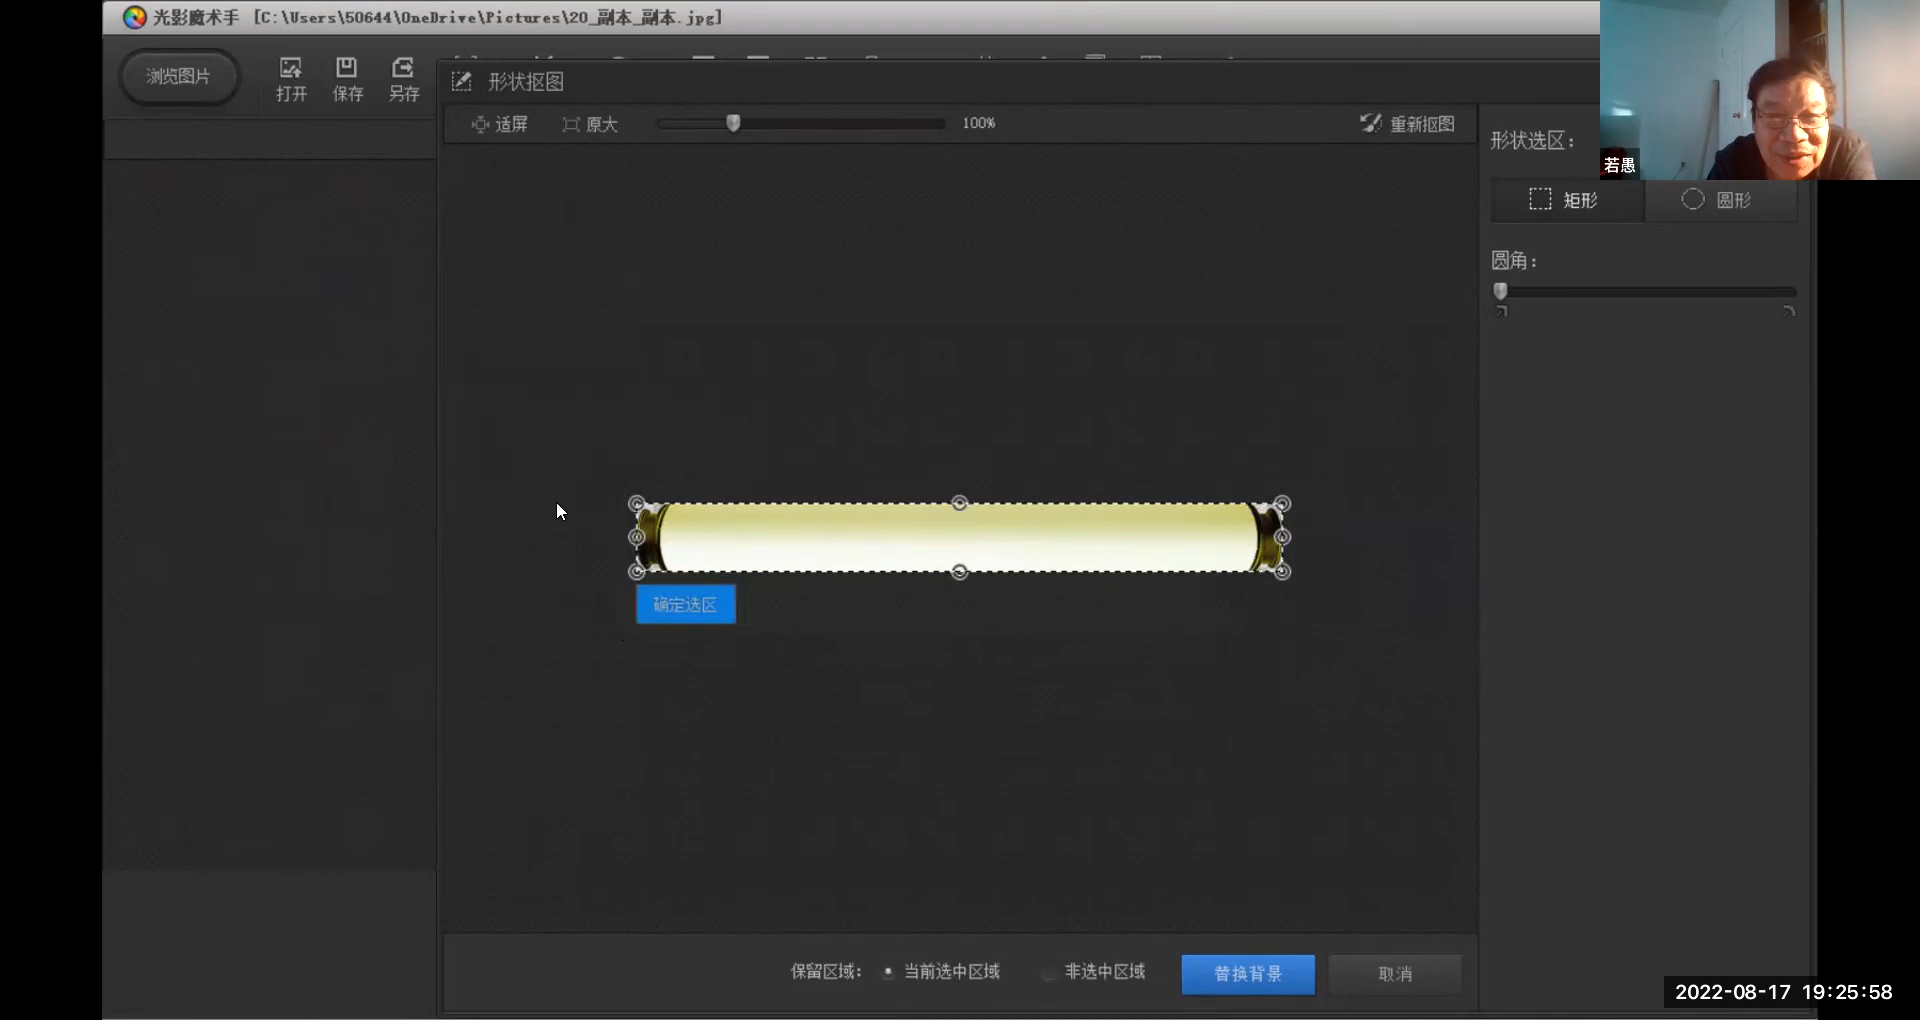 光影魔术手 [C:\Users\50644\OneDrive\Pictures\20_副本_副本.jpg]
浏览图片
打开
保存
另存
形状抠图
适屏
原大
100%
重新抠图
形状选区：
若愚
矩形
圆形
圆角：
确定选区
保留区域：
当前选中区域
非选中区域
替换背景
取消
2022-08-17 19:25:58